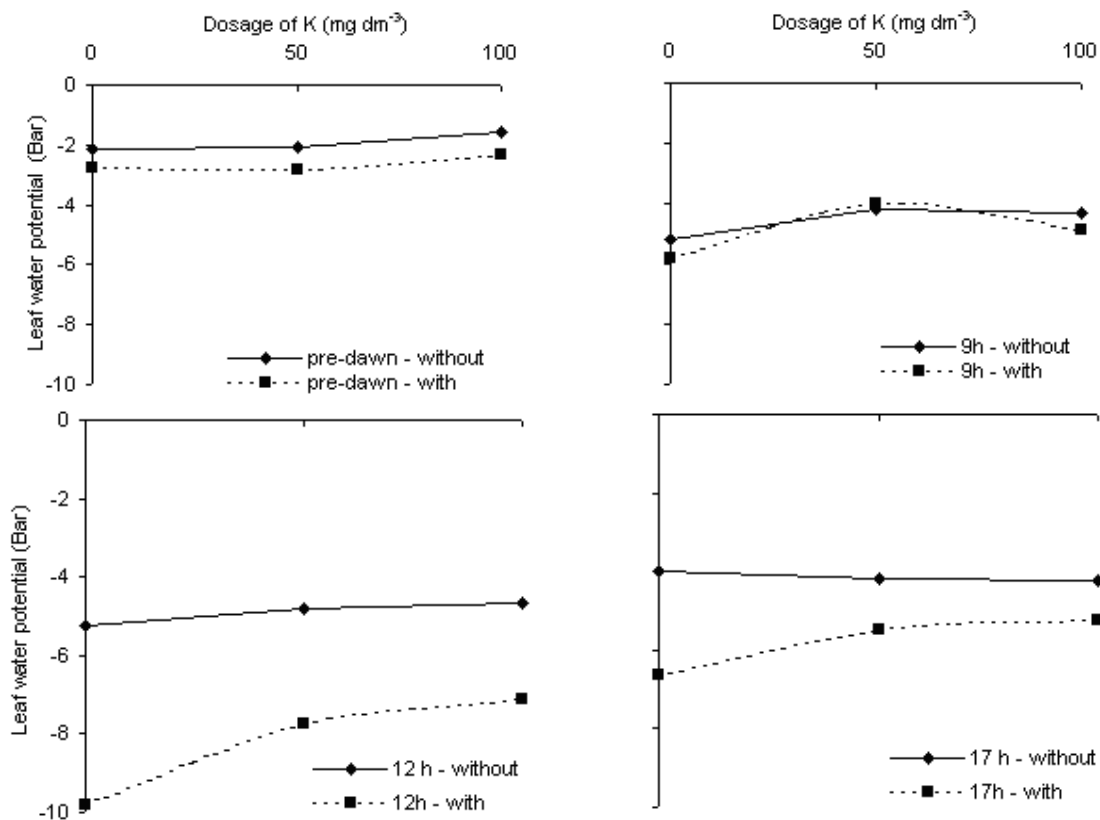 Dosage of K (mg dm-3)
0 50 100
0
-2
-4
-6
-8
-10
Leaf water potential (Bar)
pre-dawn - without
pre-dawn - with
Dosage of K (mg dm-3)
0 50 100
9h - without
9h - with
0
-2
-4
-6
-8
-10
Leaf water potential (Bar)
12 h - without
12h - with
17 h - without
17h - with